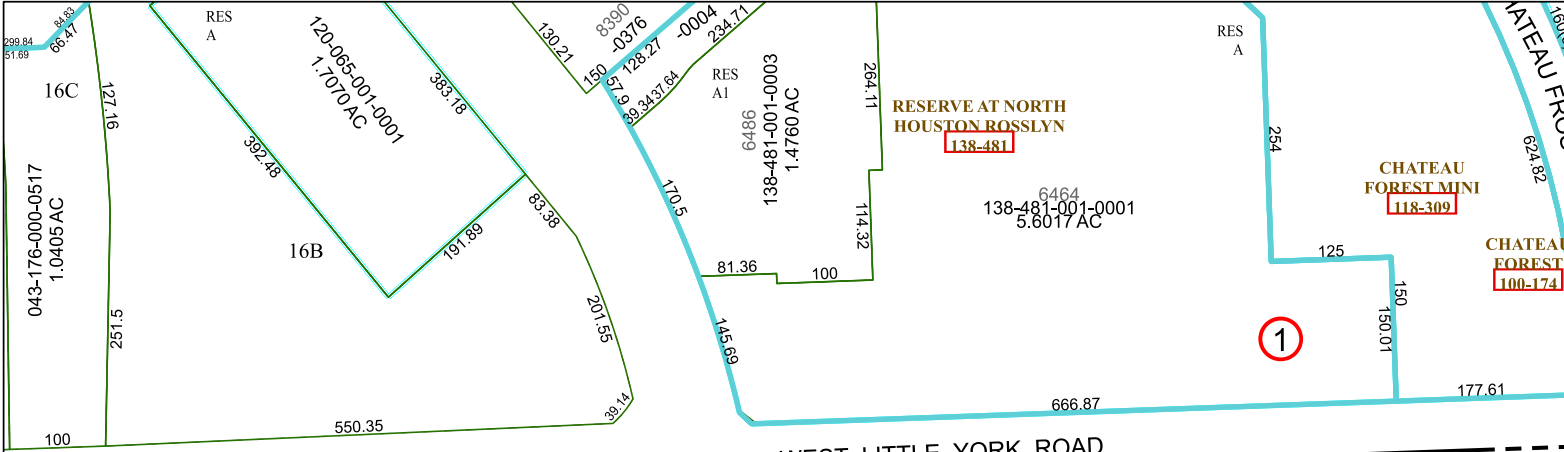 299.84
51.69
84.83
66.47
16C
127.16
043-176-000-0517
1.0405 AC
251.5
100
RES
A
120-065-001-0001
1.7070 AC
383.18
392.48
191.89
16B
83.38
201.55
39.14
550.35
130.21
8390
-0376
150
128.27
-0004
234.71
57.9
39.34
37.64
RES
A1
6486
138-481-001-0003
1.4760 AC
264.11
114.32
170.5
81.36
100
145.69
RESERVE AT NORTH
HOUSTON ROSSLYN
138-481
6464
138-481-001-0001
5.6017 AC
RES
A
254
125
150
150.01
1
666.87
177.61
WEST LITTLE YORK ROAD
CHATEAU
FOREST MINI
118-309
CHATEAU
FOREST
100-174
624.82